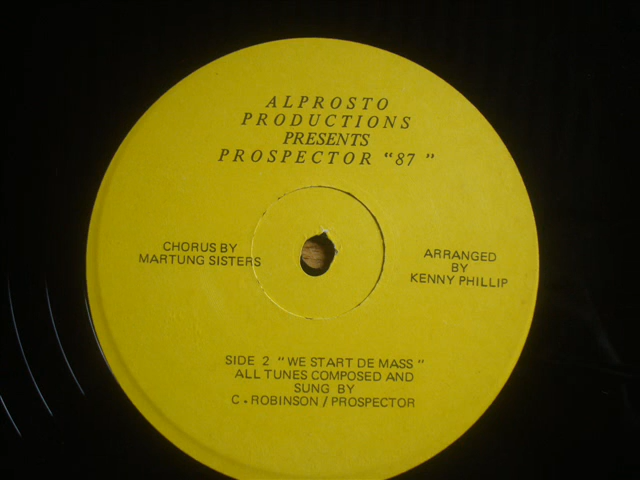 ALPROSTO
PRODUCTIONS
PRESENTS
PROSPECTOR "87"
CHORUS BY
MARTUNG SISTERS
ARRANGED
BY
KENNY PHILLIP
SIDE 2 "WE START DE MASS"
ALL TUNES COMPOSED AND
SUNG BY
C. ROBINSON / PROSPECTOR